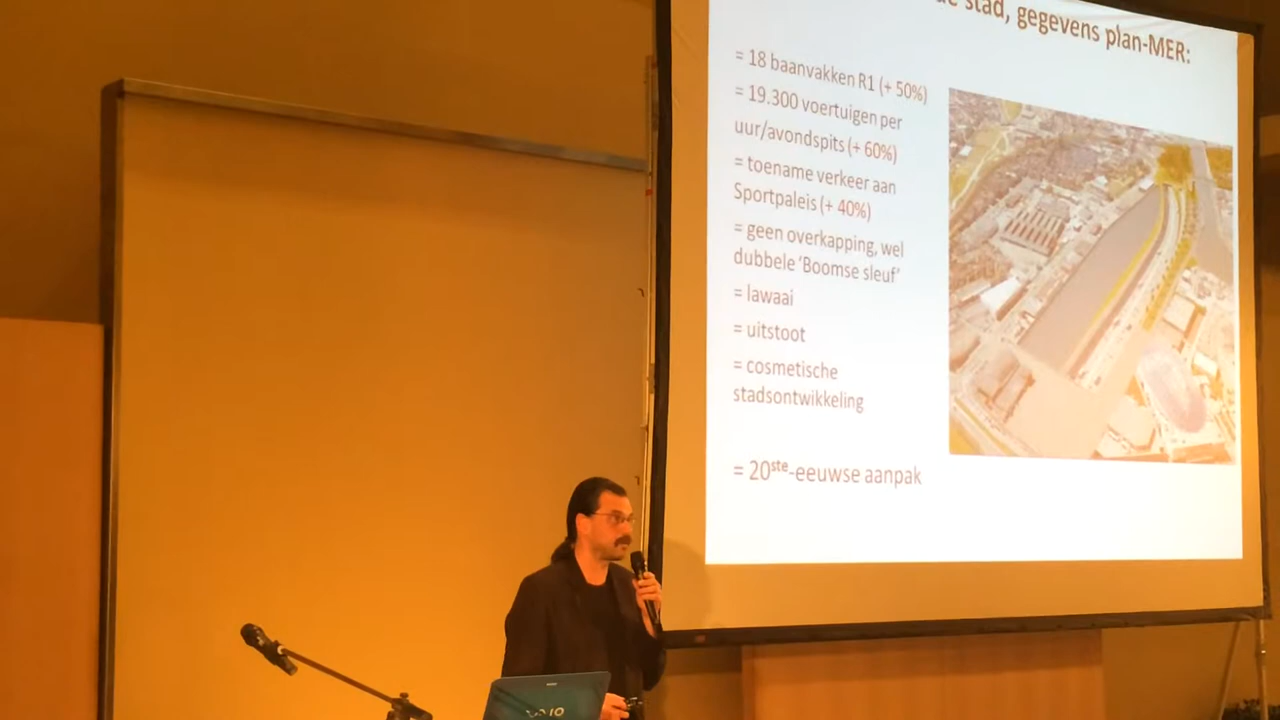 de stad, gegevens plan-MER:
= 18 baanvakken R1 (+ 50%)
= 19.300 voertuigen per
uur/avondspits (+ 60%)
= toename verkeer aan
Sportpaleis (+ 40%)
= geen overkapping, wel
dubbele ‘Boomse sleuf’
= lawaai
= uitstoot
= cosmetische
stadsontwikkeling
= 20ste-eeuwse aanpak
VAIO